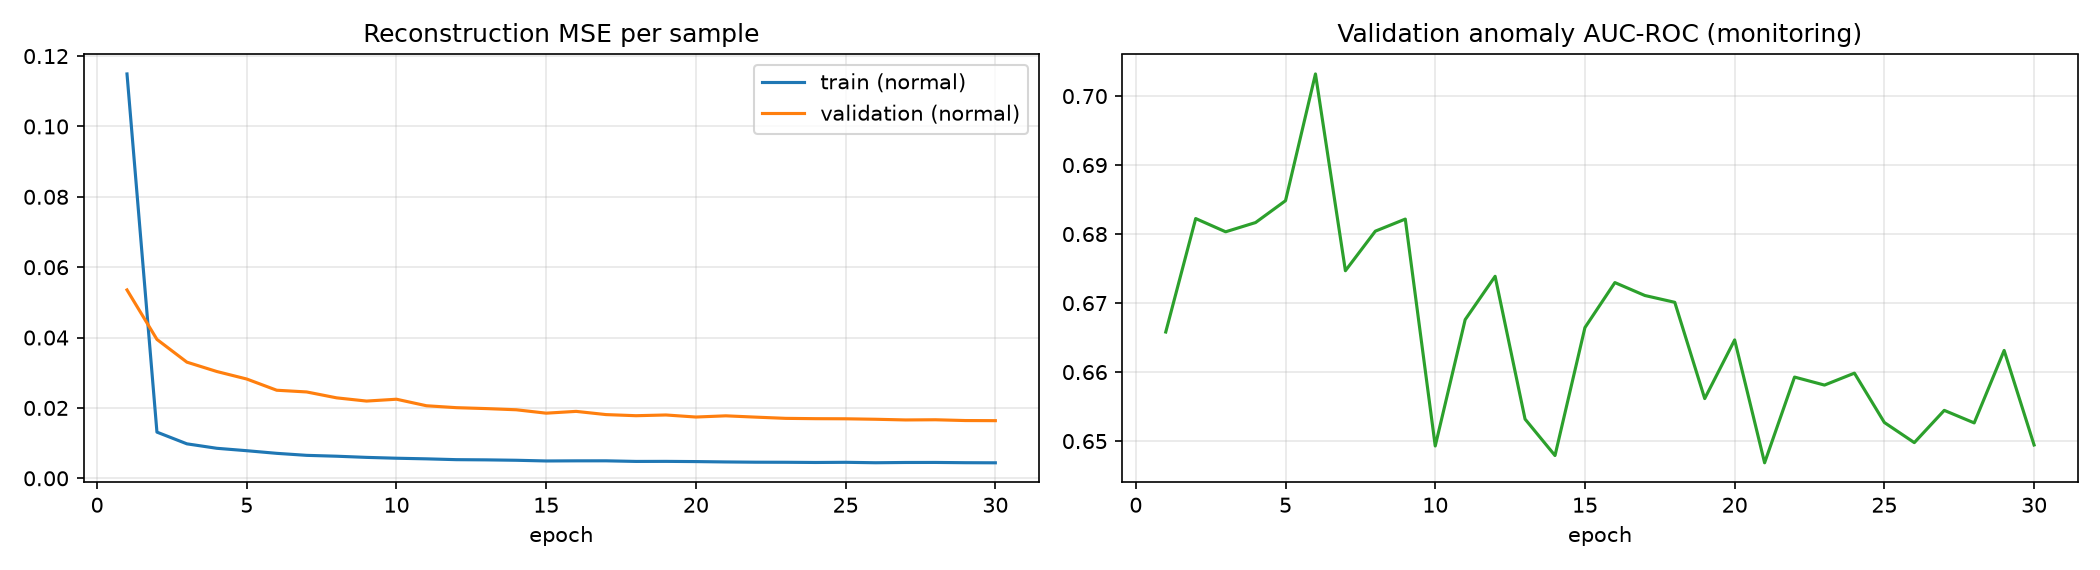 Reconstruction MSE per sample
0.12
0.10
0.08
0.06
0.04
0.02
0.00
train (normal)
validation (normal)
0 5 10 15 20 25 30
epoch
Validation anomaly AUC-ROC (monitoring)
0.70
0.69
0.68
0.67
0.66
0.65
0 5 10 15 20 25 30
epoch